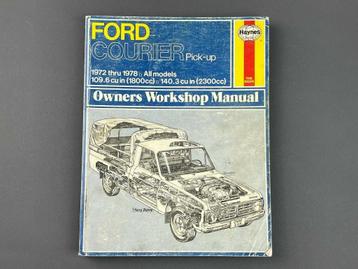 FORD
COURIER Pick-up
Haynes
1972 thru 1978 □ All models
109.6 cu in (1800cc) □ 140.3 cu in (2300cc)
Owners Workshop Manual